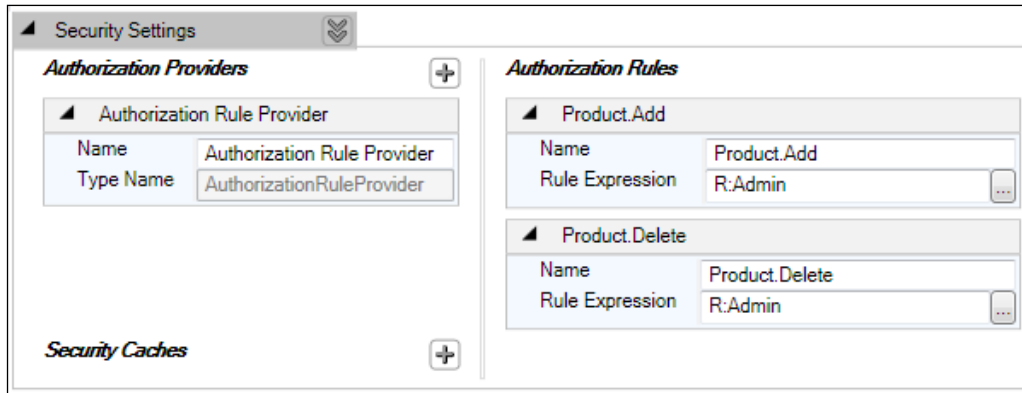 Security Settings
Authorization Providers
Authorization Rule Provider
Name Authorization Rule Provider
Type Name AuthorizationRuleProvider
Security Caches
Authorization Rules
Product.Add
Name Product.Add
Rule Expression R:Admin ...
Product.Delete
Name Product.Delete
Rule Expression R:Admin ...